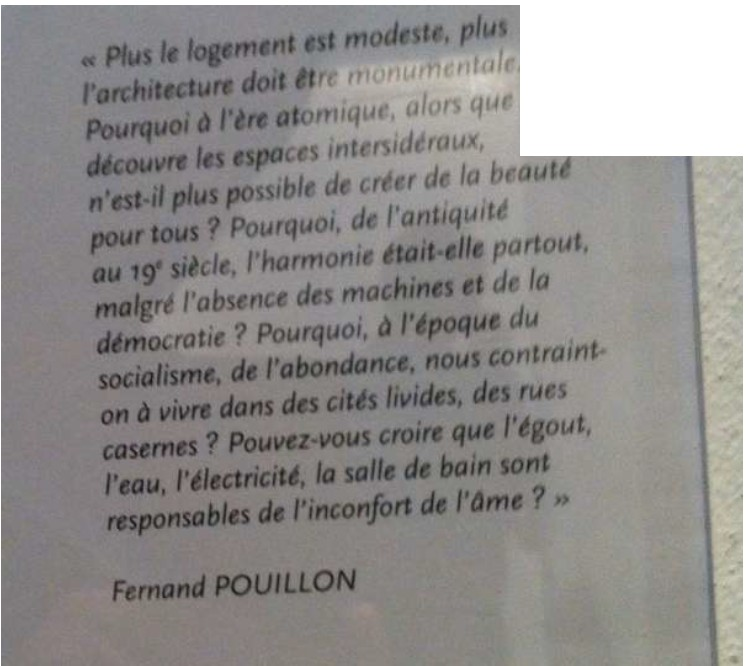 « Plus le logement est modeste, plus
l'architecture doit être monumentale.
Pourquoi à l'ère atomique, alors que
découvre les espaces intersidéraux,
n'est-il plus possible de créer de la beauté
pour tous ? Pourquoi, de l'antiquité
au 19e siècle, l'harmonie était-elle partout,
malgré l'absence des machines et de la
démocratie ? Pourquoi, à l'époque du
socialisme, de l'abondance, nous contraint-
on à vivre dans des cités livides, des rues
casernes ? Pouvez-vous croire que l'égout,
l'eau, l'électricité, la salle de bain sont
responsables de l'inconfort de l'âme ? »
Fernand POUILLON